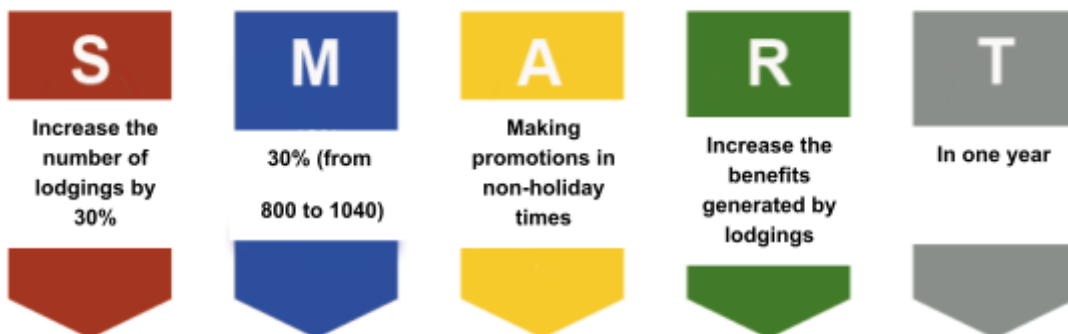 S
Increase the
number of
lodgings by
30%
M
30% (from
800 to 1040)
A
Making
promotions in
non-holiday
times
R
Increase the
benefits
generated by
lodgings
T
In one year